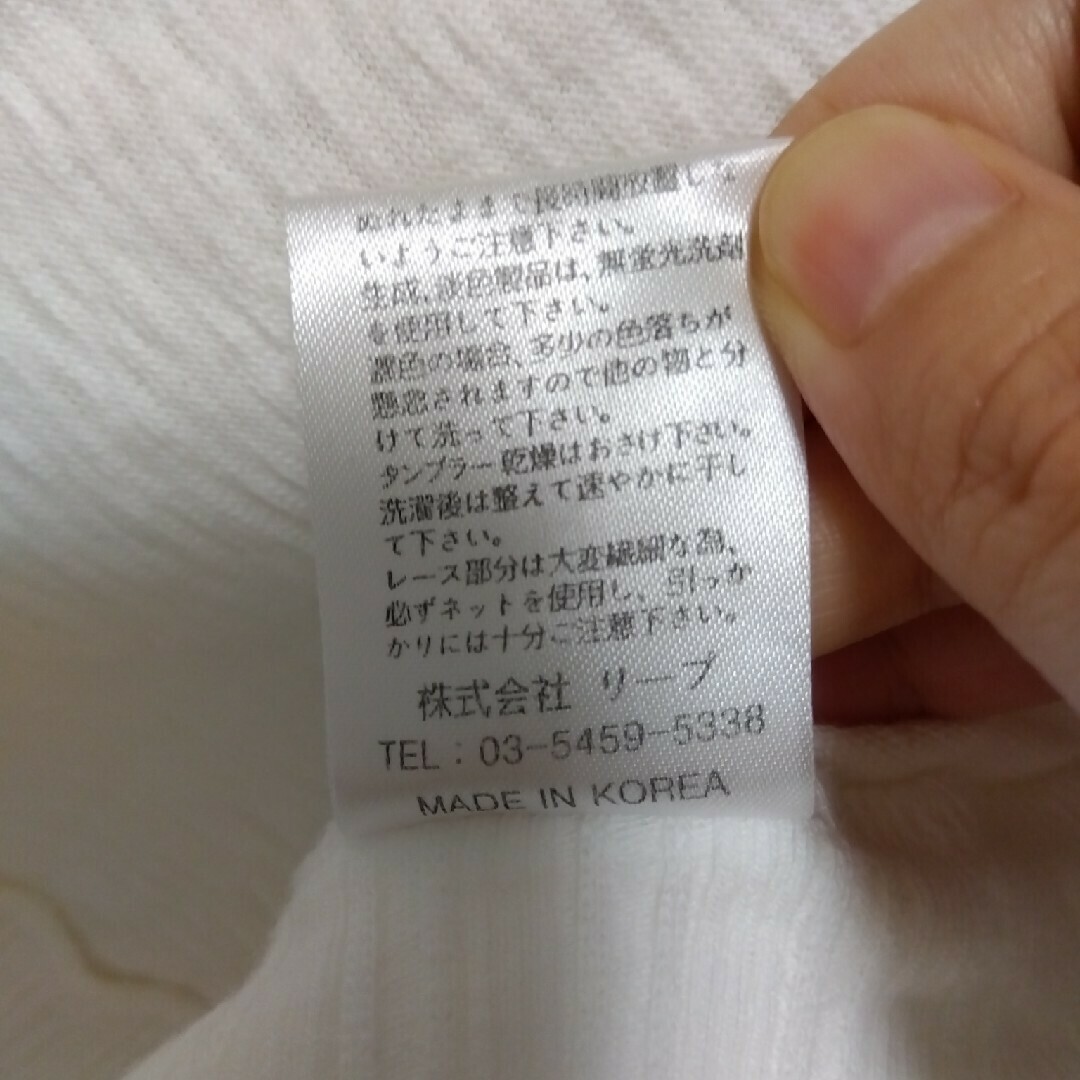 ぬれたままで長時間放置しな
いようご注意下さい。
生成、淡色製品は、無蛍光洗剤
を使用して下さい。
濃色の場合、多少の色落ちが
懸念されますので他の物と分
けて洗って下さい。
タンブラー乾燥はおさけ下さい。
洗濯後は整えて速やかに干し
て下さい。
レース部分は大変繊細な為、
必ずネットを使用し、引っか
かりには十分ご注意下さい。
株式会社 リープ
TEL : 03-5459-5338
MADE IN KOREA